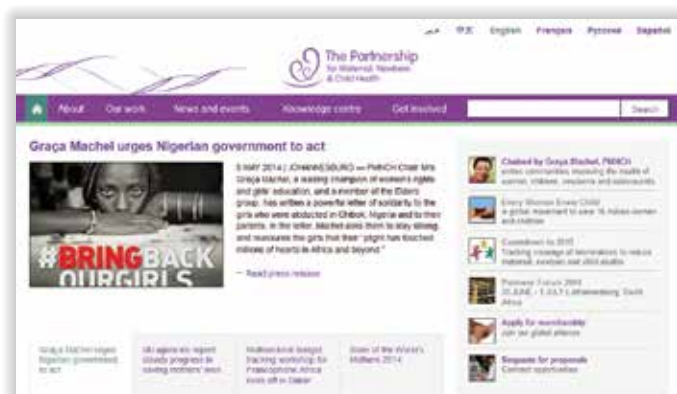 عربي 中文 English Français Русский Español
The Partnership
for Maternal, Newborn
& Child Health
About Our work News and events Knowledge centre Get involved Search
Graça Machel urges Nigerian government to act
5 MAY 2014 | JOHANNESBURG — PMNCH Chair Mrs
Graça Machel, a leading champion of women's rights
and girls' education, and a member of the Elders
group, has written a powerful letter of solidarity to the
girls who were abducted in Chibok, Nigeria and to their
parents. In the letter, Machel asks them to stay strong
and reassures the girls that their "plight has touched
millions of hearts in Africa and beyond."
— Read press release
#BRINGBACK
OURGIRLS
Chaired by Graça Machel, PMNCH
unites communities, improving the health of
women, children, newborns and adolescents
Every Woman Every Child
A global movement to save 16 million women
and children
Countdown to 2015
Tracking coverage of interventions to reduce
maternal, newborn and child deaths
Partners' Forum 2014
30 JUNE - 1 JULY | Johannesburg, South
Africa
Apply for membership
Join our global alliance
Requests for proposals
Contract opportunities
Graça Machel urges
Nigerian government
to act
UN agencies report
steady progress in
saving mothers' lives
Multisectoral budget
tracking workshop for
Francophone Africa
kicks off in Dakar
State of the World's
Mothers 2014